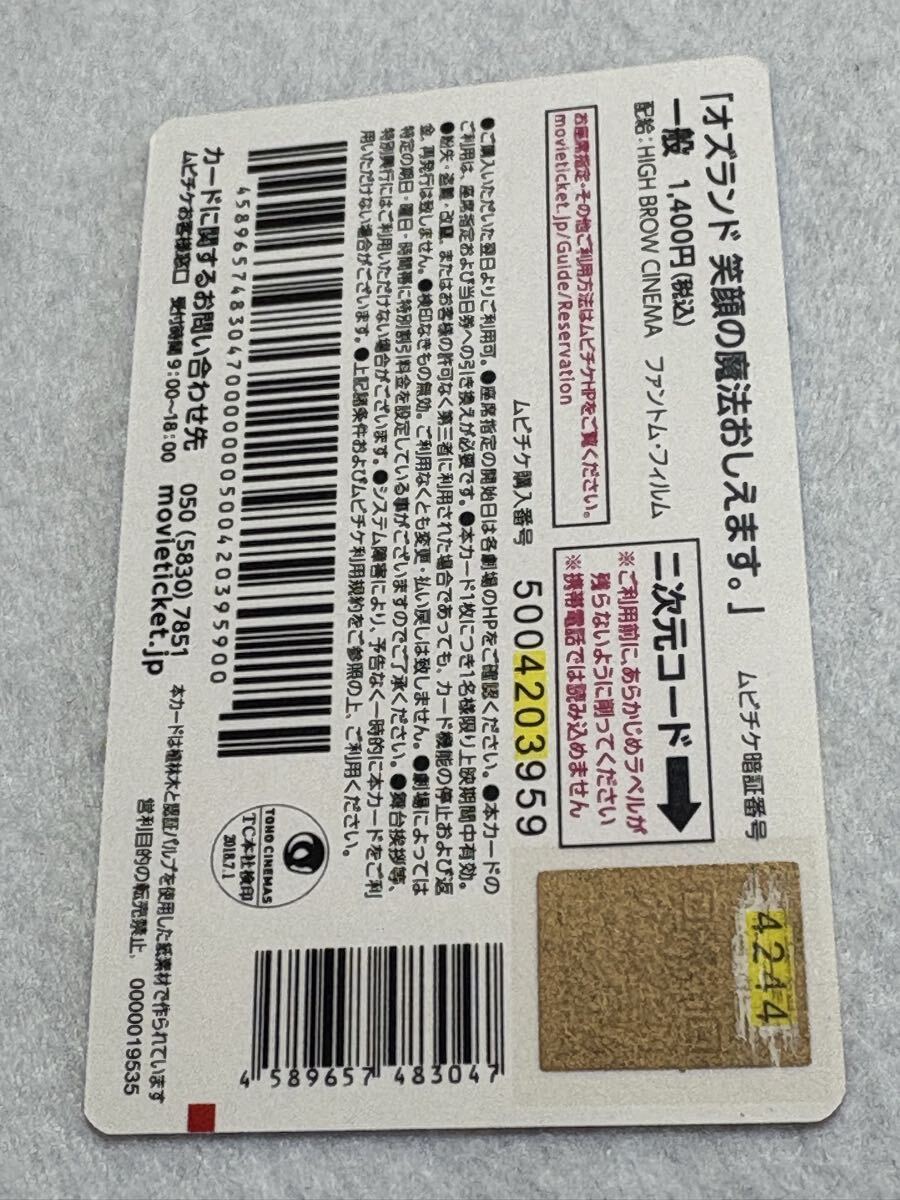 「オズランド 笑顔の魔法おしえます。」
一般 1,400円(税込)
配給：HIGH BROW CINEMA ファントム・フィルム
お座席指定・その他ご利用方法はムビチケHPをご覧ください。
movieticket.jp/Guide/Reservation
二次元コード
※ご利用前に、あらかじめラベルが
残らないように削ってください
※携帯電話では読み込めません
ムビチケ暗証番号
4244
ムビチケ購入番号 5004203959
●ご購入いただいた翌日よりご利用可。●座席指定の開始日は各劇場のHPをご確認ください。●本カードの
ご利用は、座席指定および当日券への引き換えが必要です。●本カード1枚につき1名様限り上映期間中有効。
●紛失・盗難・改竄、またはお客様の許可なく第三者に利用された場合であっても、カード機能の停止および返
金、再発行は致しません。●検印なきもの無効。ご利用なくとも変更・払い戻しは致しません。●劇場によっては
特定の期日・曜日・時間帯に特別割引料金を設定している事がございますのでご了承ください。●舞台挨拶等、
特別興行にはご利用いただけない場合がございます。●システム障害により、予告なく一時的に本カードをご利
用いただけない場合がございます。●上記諸条件およびムビチケ利用規約をご参照の上、ご利用ください。
45896574830470000000500420395900
TOHO CINEMAS
TC本社検印
2018.7.1
4 589657 483047
カードに関するお問い合わせ先 050 (5830) 7851
ムビチケお客様窓口 受付時間 9:00〜18:00 movieticket.jp
本カードは植林木と認証パルプを使用した紙素材で作られています
営利目的の転売禁止。 0000019535